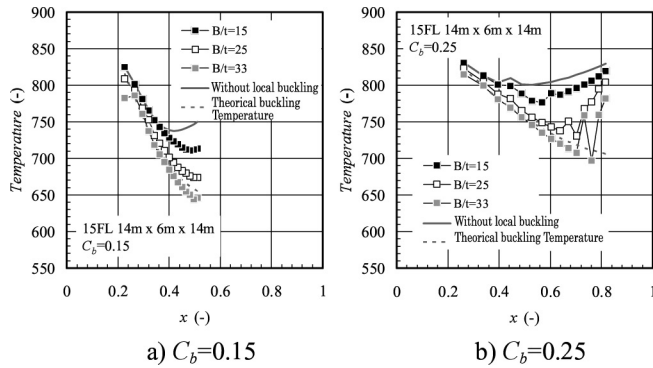 900
850
800
750
700
650
600
550
Temperature (-)
B/t=15
B/t=25
B/t=33
Without local buckling
Theorical buckling
Temperature
15FL 14m x 6m x 14m
Cb=0.15
0
0.2
0.4
0.6
0.8
1
x (-)
a) Cb=0.15
900
850
800
750
700
650
600
550
Temperature (-)
15FL 14m x 6m x 14m
Cb=0.25
B/t=15
B/t=25
B/t=33
Without local buckling
Theorical buckling Temperature
0
0.2
0.4
0.6
0.8
1
x (-)
b) Cb=0.25